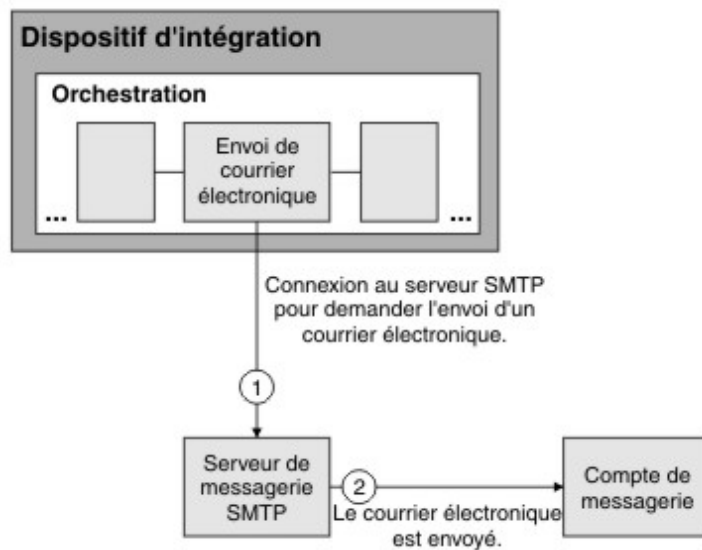 Dispositif d'intégration
Orchestration
Envoi de
courrier
électronique
...
...
Connexion au serveur SMTP
pour demander l'envoi d'un
courrier électronique.
1
Serveur de
messagerie
SMTP
2
Le courrier électronique
est envoyé.
Compte de
messagerie